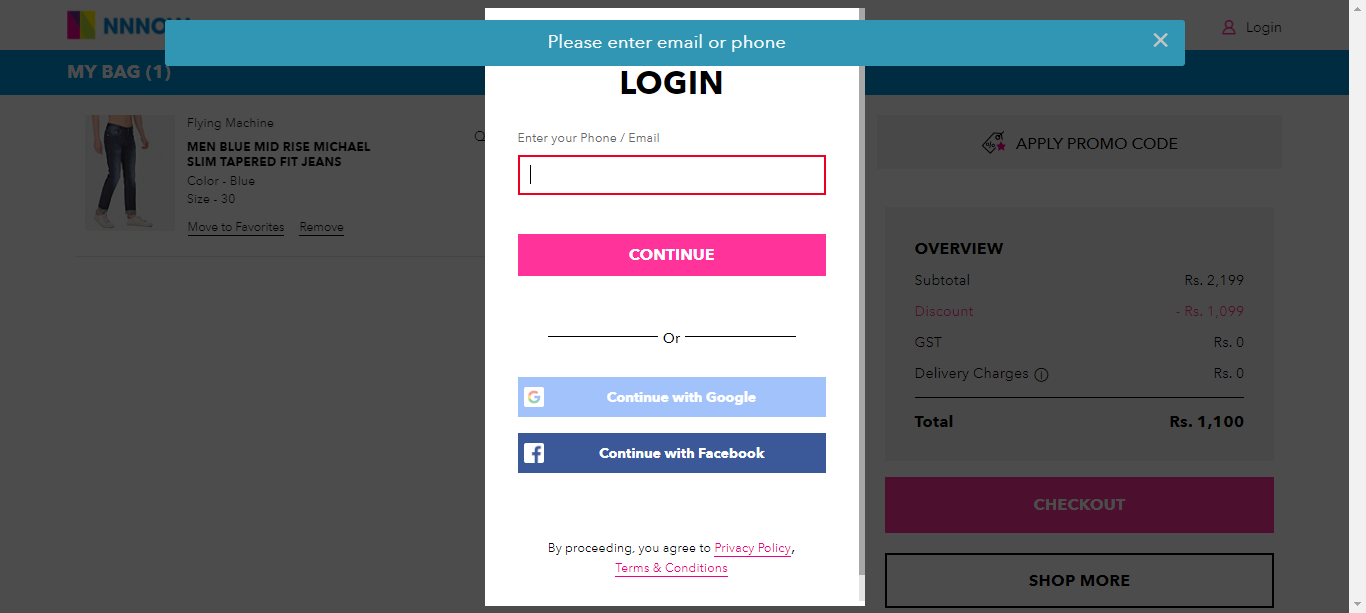 NNNOW
Login
Please enter email or phone
MY BAG (1)
LOGIN
Flying Machine
MEN BLUE MID RISE MICHAEL
SLIM TAPERED FIT JEANS
Color - Blue
Size - 30
Move to Favorites Remove
Enter your Phone / Email
CONTINUE
Or
Continue with Google
Continue with Facebook
By proceeding, you agree to Privacy Policy,
Terms & Conditions
APPLY PROMO CODE
OVERVIEW
Subtotal Rs. 2,199
Discount - Rs. 1,099
GST Rs. 0
Delivery Charges Rs. 0
Total Rs. 1,100
CHECKOUT
SHOP MORE